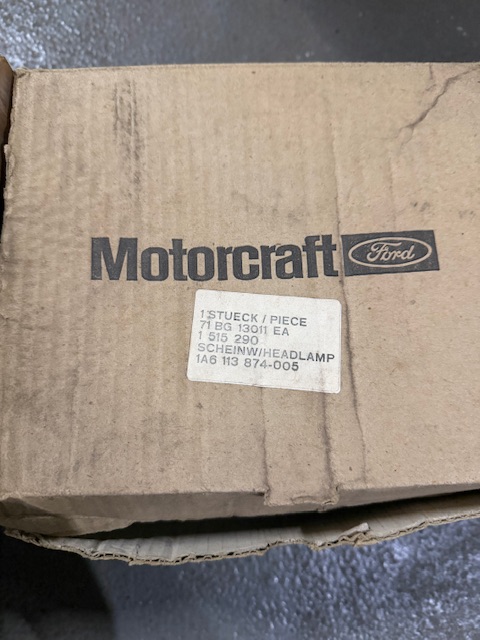 Motorcraft Ford
1 STUECK / PIECE
71 BG 13011 EA
1 515 290
SCHEINW/HEADLAMP
1A6 113 874-005